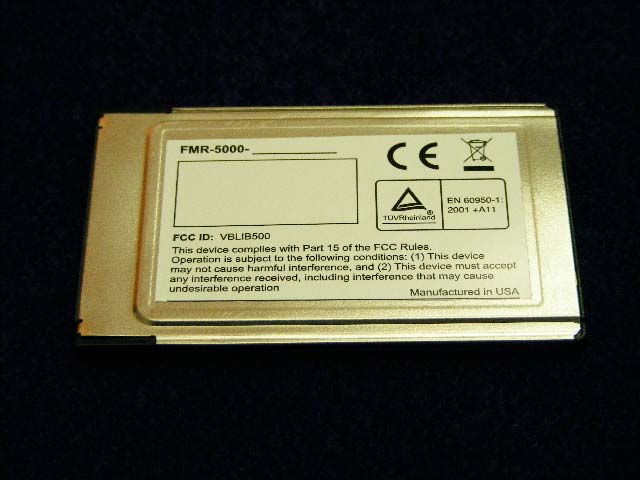 FMR-5000-__________
CE
TÜVRheinland
EN 60950-1:
2001 +A11
FCC ID: VBLIB500
This device complies with Part 15 of the FCC Rules.
Operation is subject to the following conditions: (1) This device
may not cause harmful interference, and (2) This device must accept
any interference received, including interference that may cause
undesirable operation
Manufactured in USA